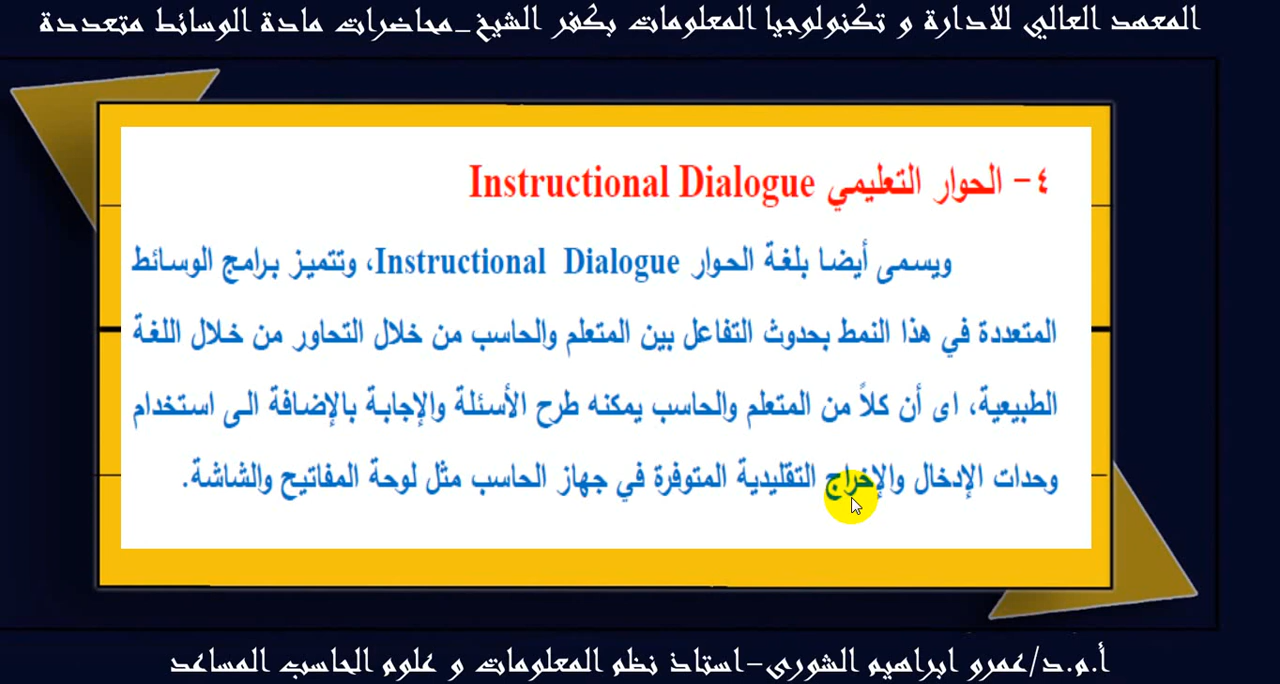 المعهد العالي للادارة و تكنولوجيا المعلومات بكفر الشيخ_محاضرات مادة الوسائط متعددة
٤- الحوار التعليمي Instructional Dialogue
ويسمى أيضا بلغة الحوار Instructional Dialogue، وتتميز برامج الوسائط
المتعددة في هذا النمط بحدوث التفاعل بين المتعلم والحاسب من خلال التحاور من خلال اللغة
الطبيعية، اى أن كلاً من المتعلم والحاسب يمكنه طرح الأسئلة والإجابة بالإضافة الى استخدام
وحدات الإدخال والإخراج التقليدية المتوفرة في جهاز الحاسب مثل لوحة المفاتيح والشاشة.
أ.م.د/عمرو ابراهيم الشورى-استاذ نظم المعلومات و علوم الحاسب المساعد